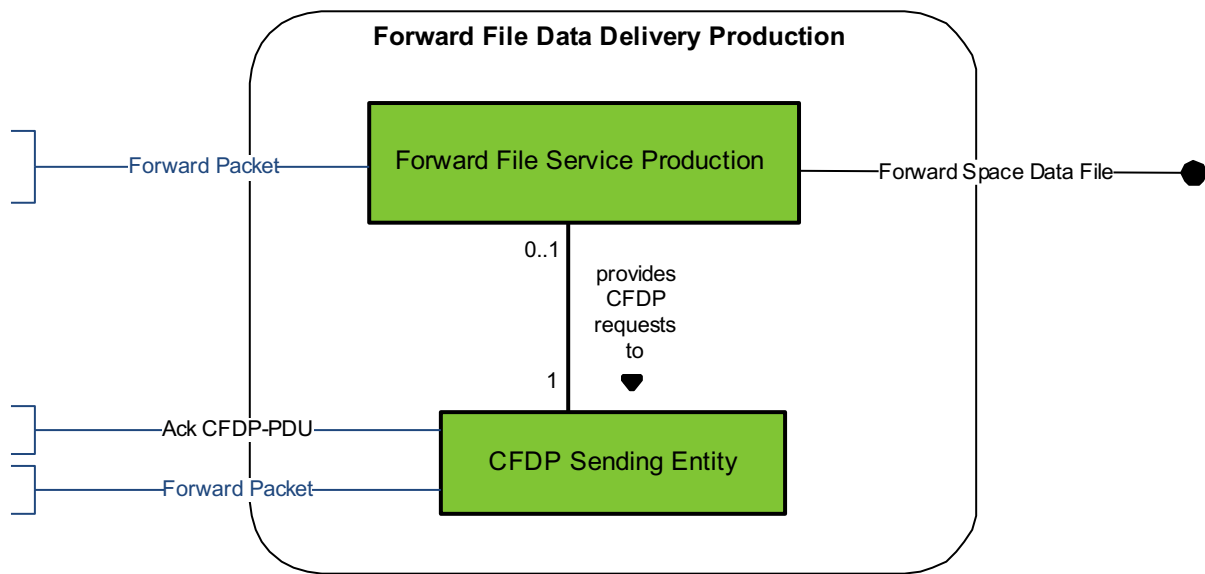 Forward File Data Delivery Production
Forward File Service Production
Forward Packet
Forward Space Data File
0..1
provides
CFDP
requests
to
1
Ack CFDP-PDU
CFDP Sending Entity
Forward Packet